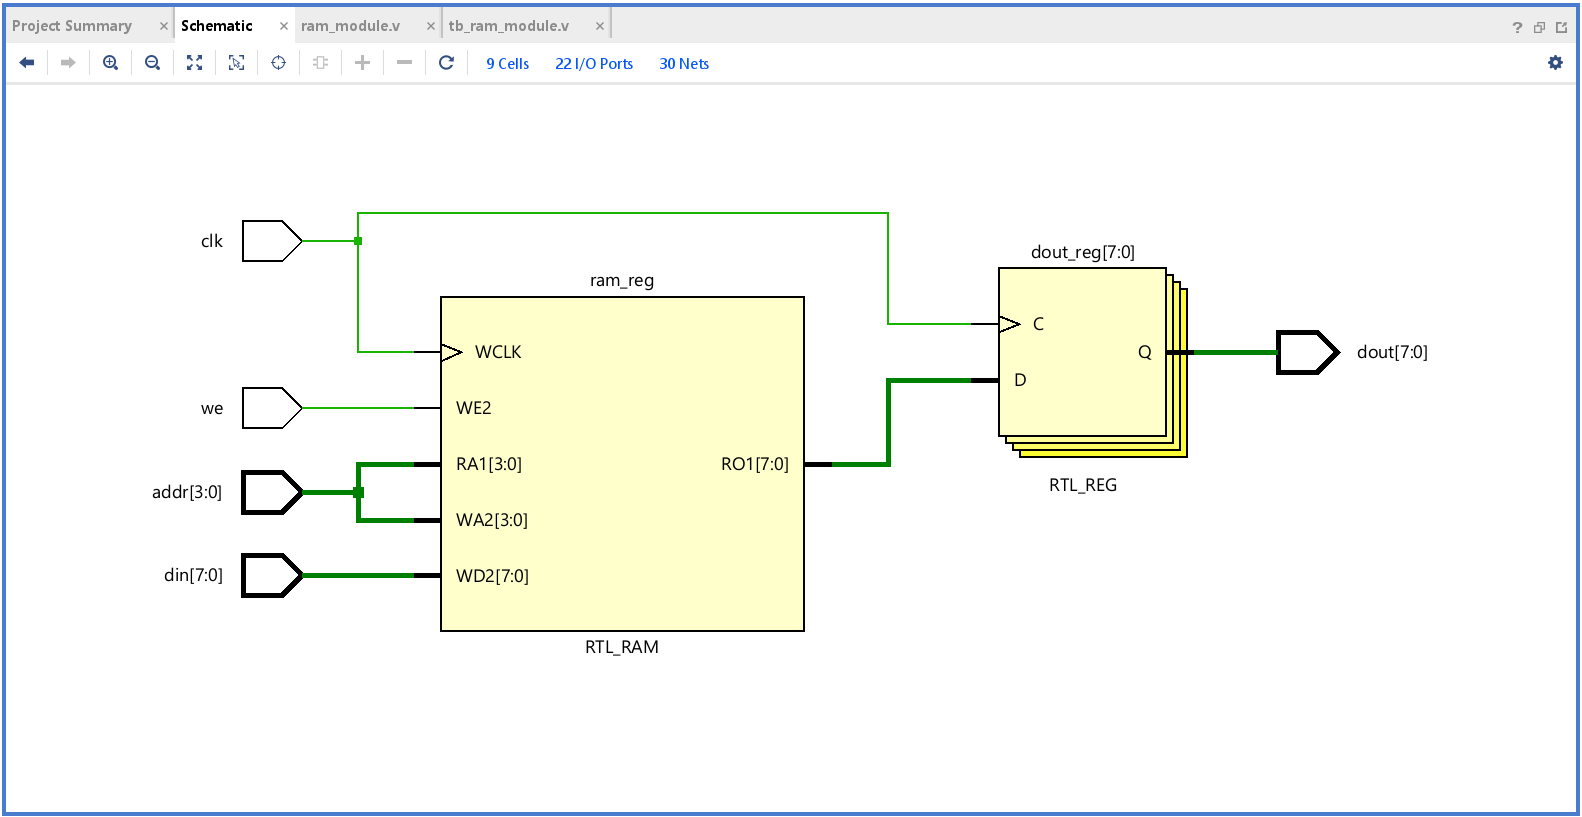 Project Summary × Schematic × ram_module.v × tb_ram_module.v × ?
9 Cells 22 I/O Ports 30 Nets
clk
dout_reg[7:0]
ram_reg
C
WCLK
Q
dout[7:0]
D
we
WE2
RA1[3:0]
RO1[7:0]
addr[3:0]
RTL_REG
WA2[3:0]
din[7:0]
WD2[7:0]
RTL_RAM